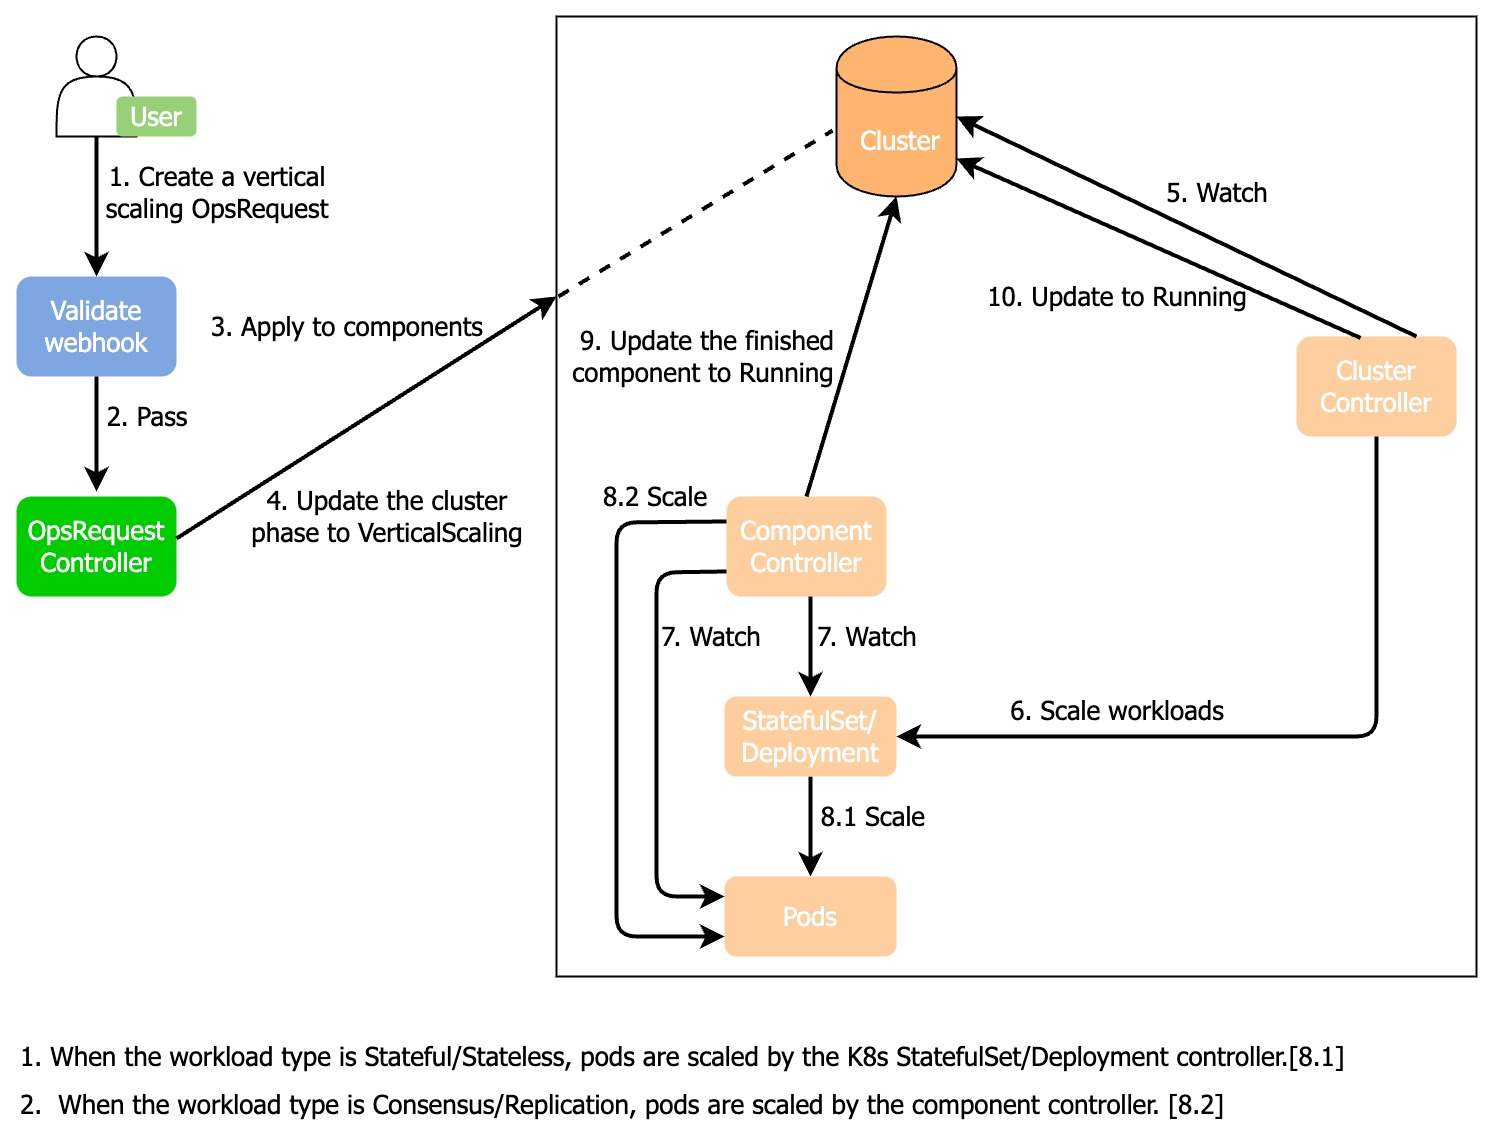 User
1. Create a vertical
scaling OpsRequest
Validate
webhook
2. Pass
OpsRequest
Controller
3. Apply to components
4. Update the cluster
phase to VerticalScaling
Cluster
5. Watch
10. Update to Running
Cluster
Controller
9. Update the finished
component to Running
8.2 Scale
Component
Controller
7. Watch
7. Watch
6. Scale workloads
StatefulSet/
Deployment
8.1 Scale
Pods
1. When the workload type is Stateful/Stateless, pods are scaled by the K8s StatefulSet/Deployment controller.[8.1]
2. When the workload type is Consensus/Replication, pods are scaled by the component controller. [8.2]